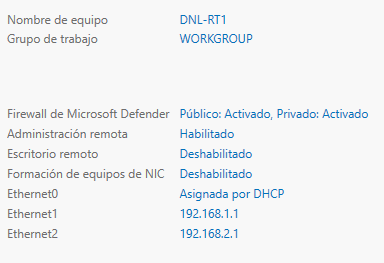 Nombre de equipo DNL-RT1
Grupo de trabajo WORKGROUP
Firewall de Microsoft Defender Público: Activado, Privado: Activado
Administración remota Habilitado
Escritorio remoto Deshabilitado
Formación de equipos de NIC Deshabilitado
Ethernet0 Asignada por DHCP
Ethernet1 192.168.1.1
Ethernet2 192.168.2.1